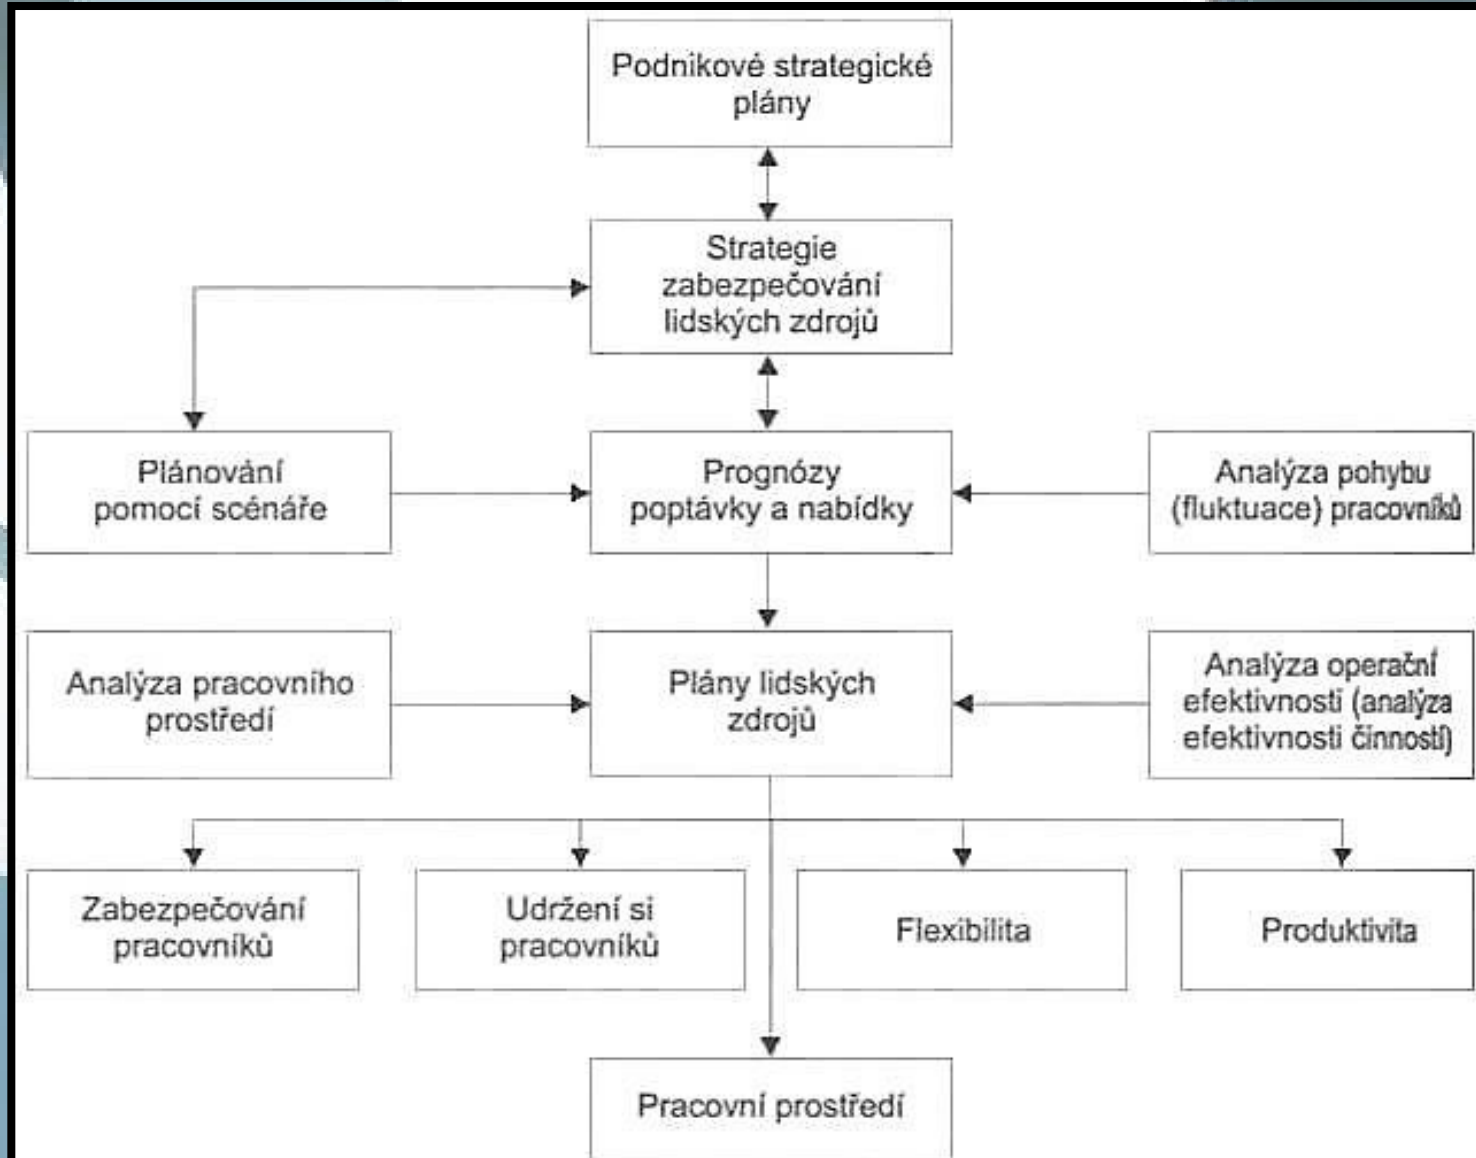 Podnikové strategické
plány
Strategie
zabezpečování
lidských zdrojů
Plánování
pomocí scénáře
Prognózy
poptávky a nabídky
Analýza pohybu
(fluktuace) pracovníků
Analýza pracovního
prostředí
Plány lidských
zdrojů
Analýza operační
efektivnosti (analýza
efektivnosti činností)
Zabezpečování
pracovníků
Udržení si
pracovníků
Flexibilita
Produktivita
Pracovní prostředí